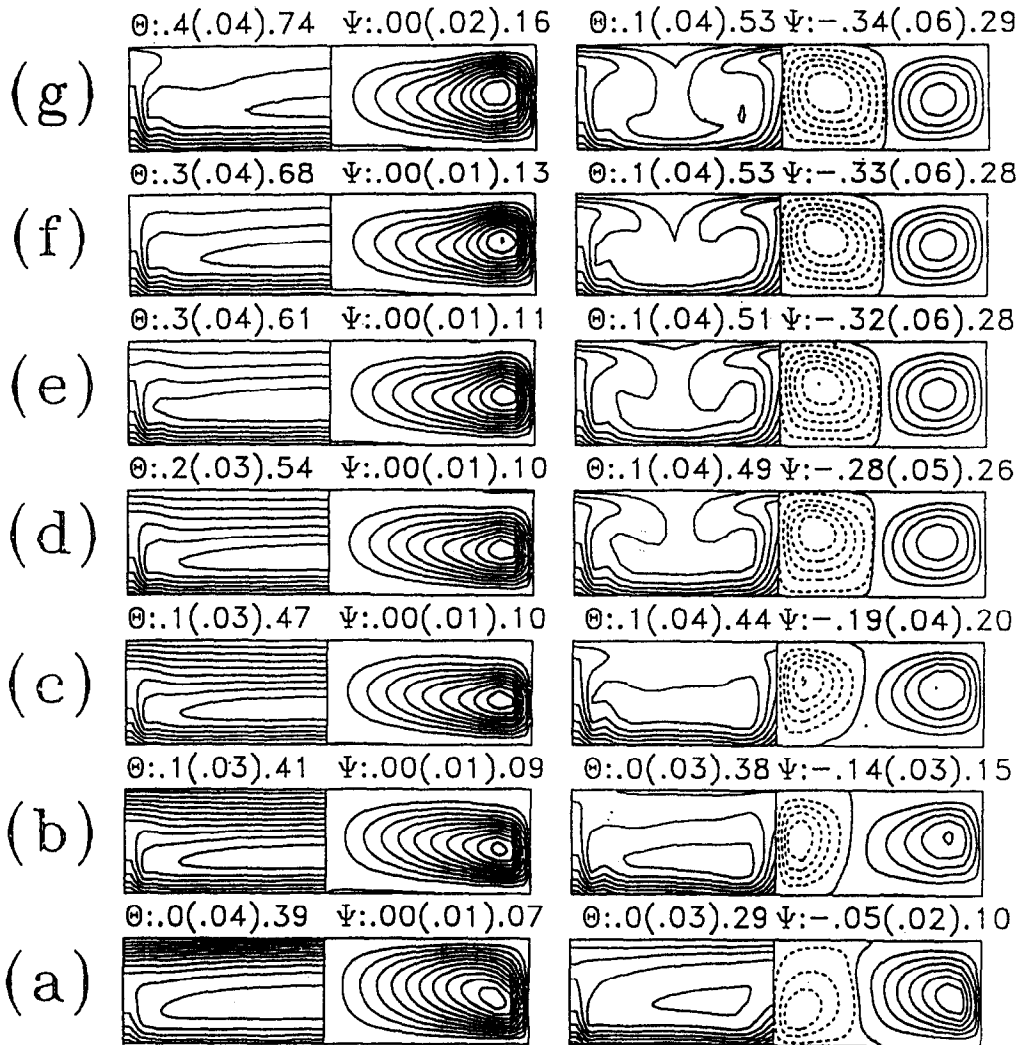 Θ:.4(.04).74 Ψ:.00(.02).16 Θ:.1(.04).53 Ψ:-.34(.06).29
(g)
Θ:.3(.04).68 Ψ:.00(.01).13 Θ:.1(.04).53 Ψ:-.33(.06).28
(f)
Θ:.3(.04).61 Ψ:.00(.01).11 Θ:.1(.04).51 Ψ:-.32(.06).28
(e)
Θ:.2(.03).54 Ψ:.00(.01).10 Θ:.1(.04).49 Ψ:-.28(.05).26
(d)
Θ:.1(.03).47 Ψ:.00(.01).10 Θ:.1(.04).44 Ψ:-.19(.04).20
(c)
Θ:.1(.03).41 Ψ:.00(.01).09 Θ:.0(.03).38 Ψ:-.14(.03).15
(b)
Θ:.0(.04).39 Ψ:.00(.01).07 Θ:.0(.03).29 Ψ:-.05(.02).10
(a)